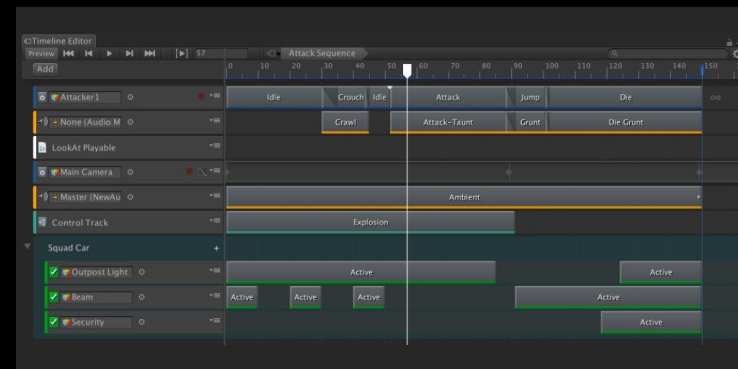 Timeline Editor
Preview 57 Attack Sequence
Add 0 10 20 30 40 50 60 70 80 90 100 110 120 130 140 150
Attacker1 Idle Crouch Idle Attack Jump Die
None (Audio M Crawl Attack-Taunt Grunt Die Grunt
LookAt Playable
Main Camera
Master (NewAu Ambient
Control Track Explosion
Squad Car
Outpost Light Active Active
Beam Active Active Active Active
Security Active